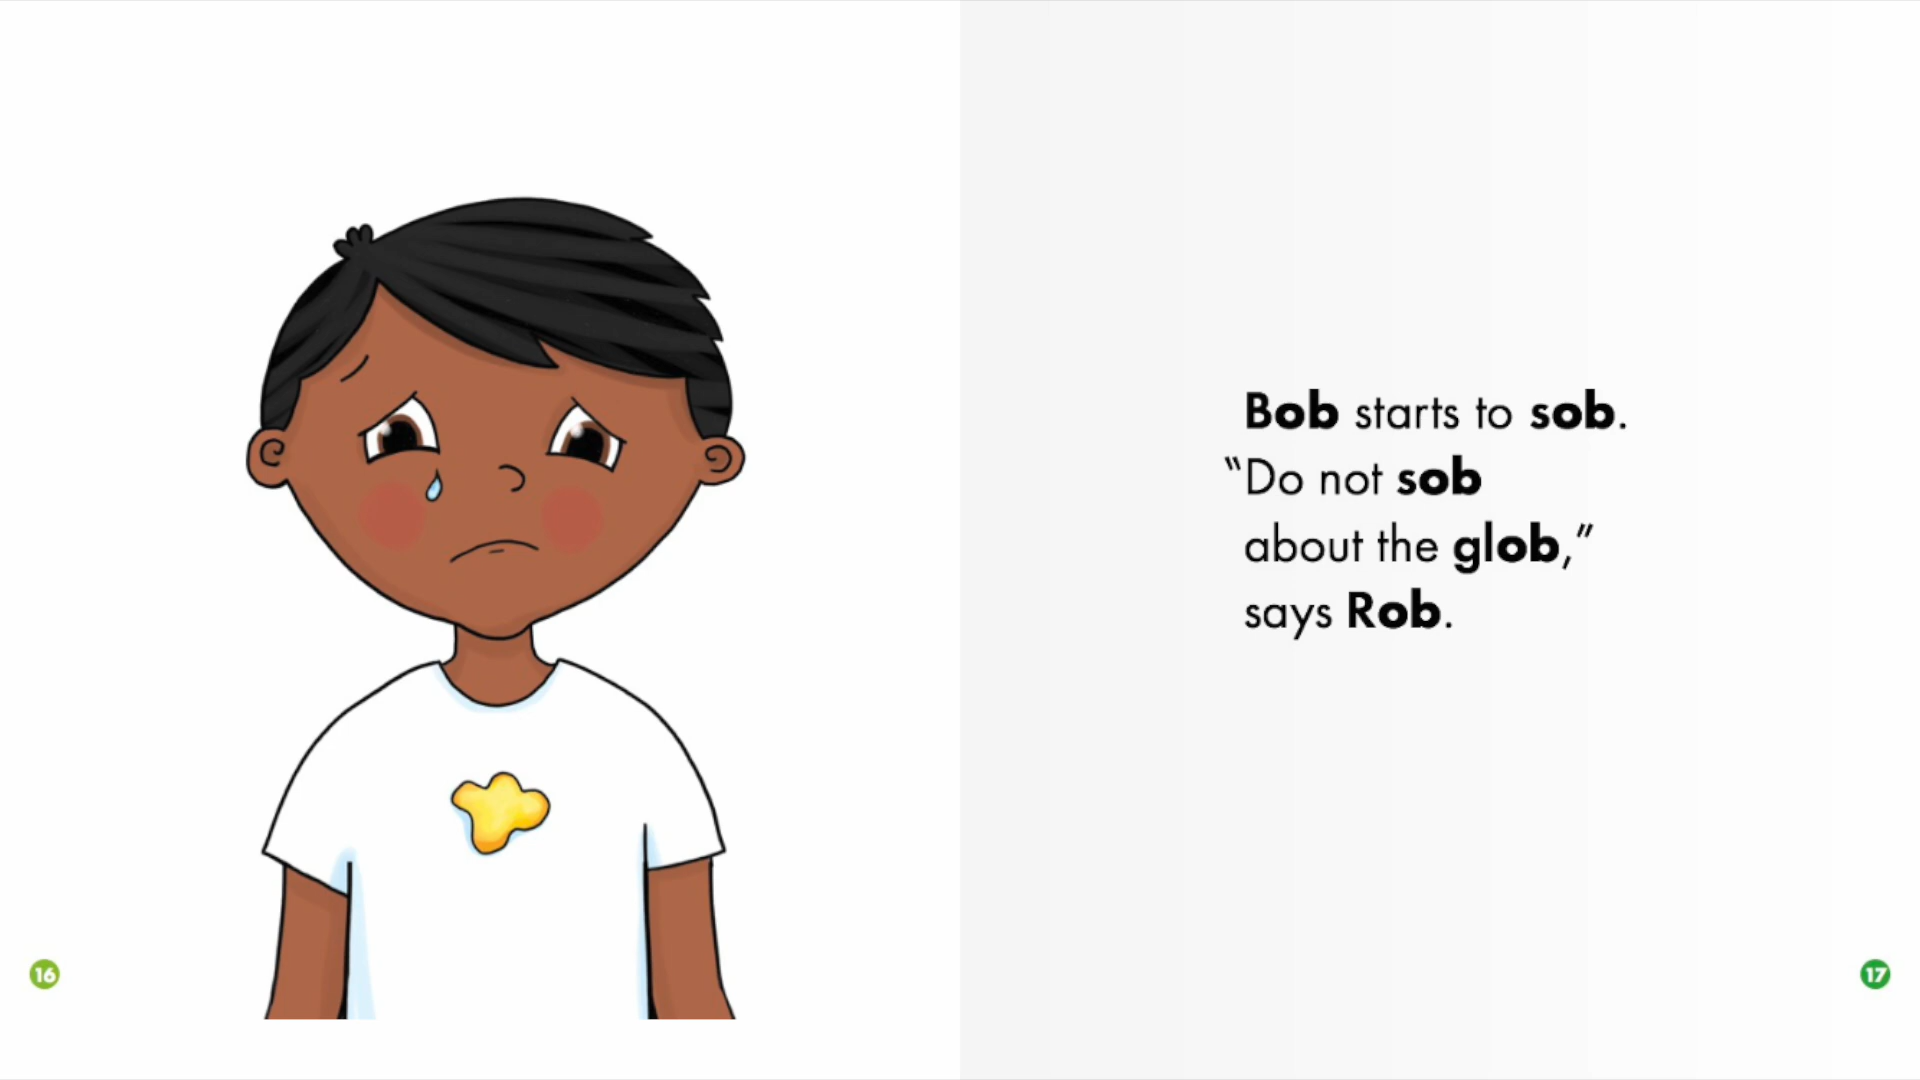 Bob starts to sob.
“Do not sob
about the glob,”
says Rob.
16
17